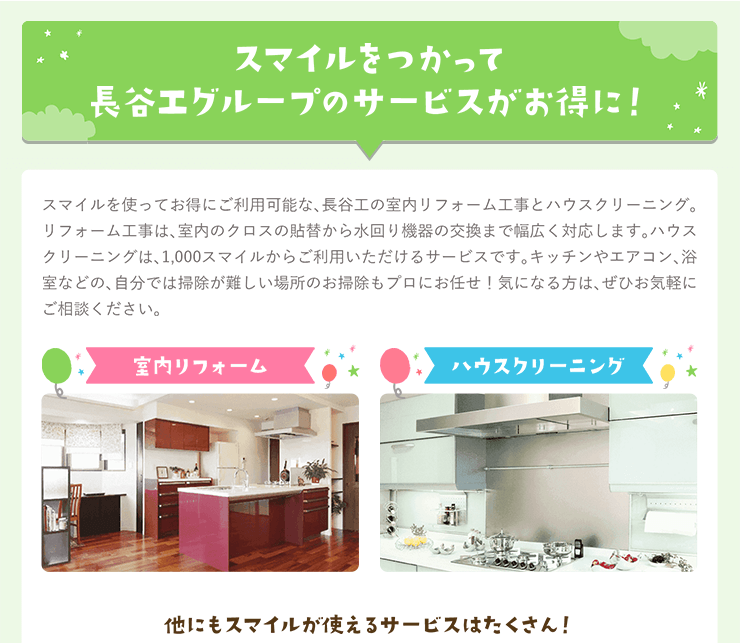 スマイルをつかって
長谷工グループのサービスがお得に!
スマイルを使ってお得にご利用可能な、長谷工の室内リフォーム工事とハウスクリーニング。
リフォーム工事は、室内のクロスの貼替から水回り機器の交換まで幅広く対応します。ハウス
クリーニングは、1,000スマイルからご利用いただけるサービスです。キッチンやエアコン、浴
室などの、自分では掃除が難しい場所のお掃除もプロにお任せ！気になる方は、ぜひお気軽に
ご相談ください。
室内リフォーム
ハウスクリーニング
他にもスマイルが使えるサービスはたくさん!